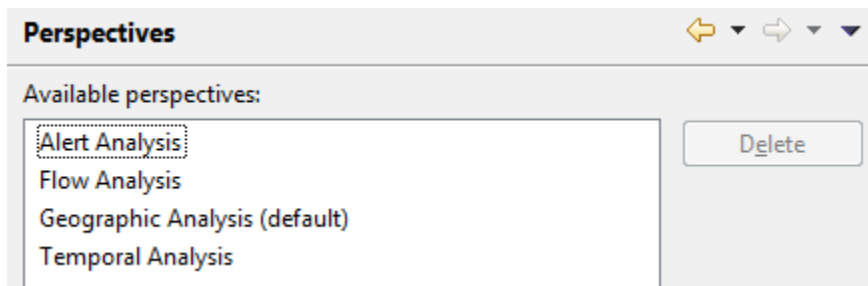 Perspectives
Available perspectives:
Alert Analysis
Delete
Flow Analysis
Geographic Analysis (default)
Temporal Analysis